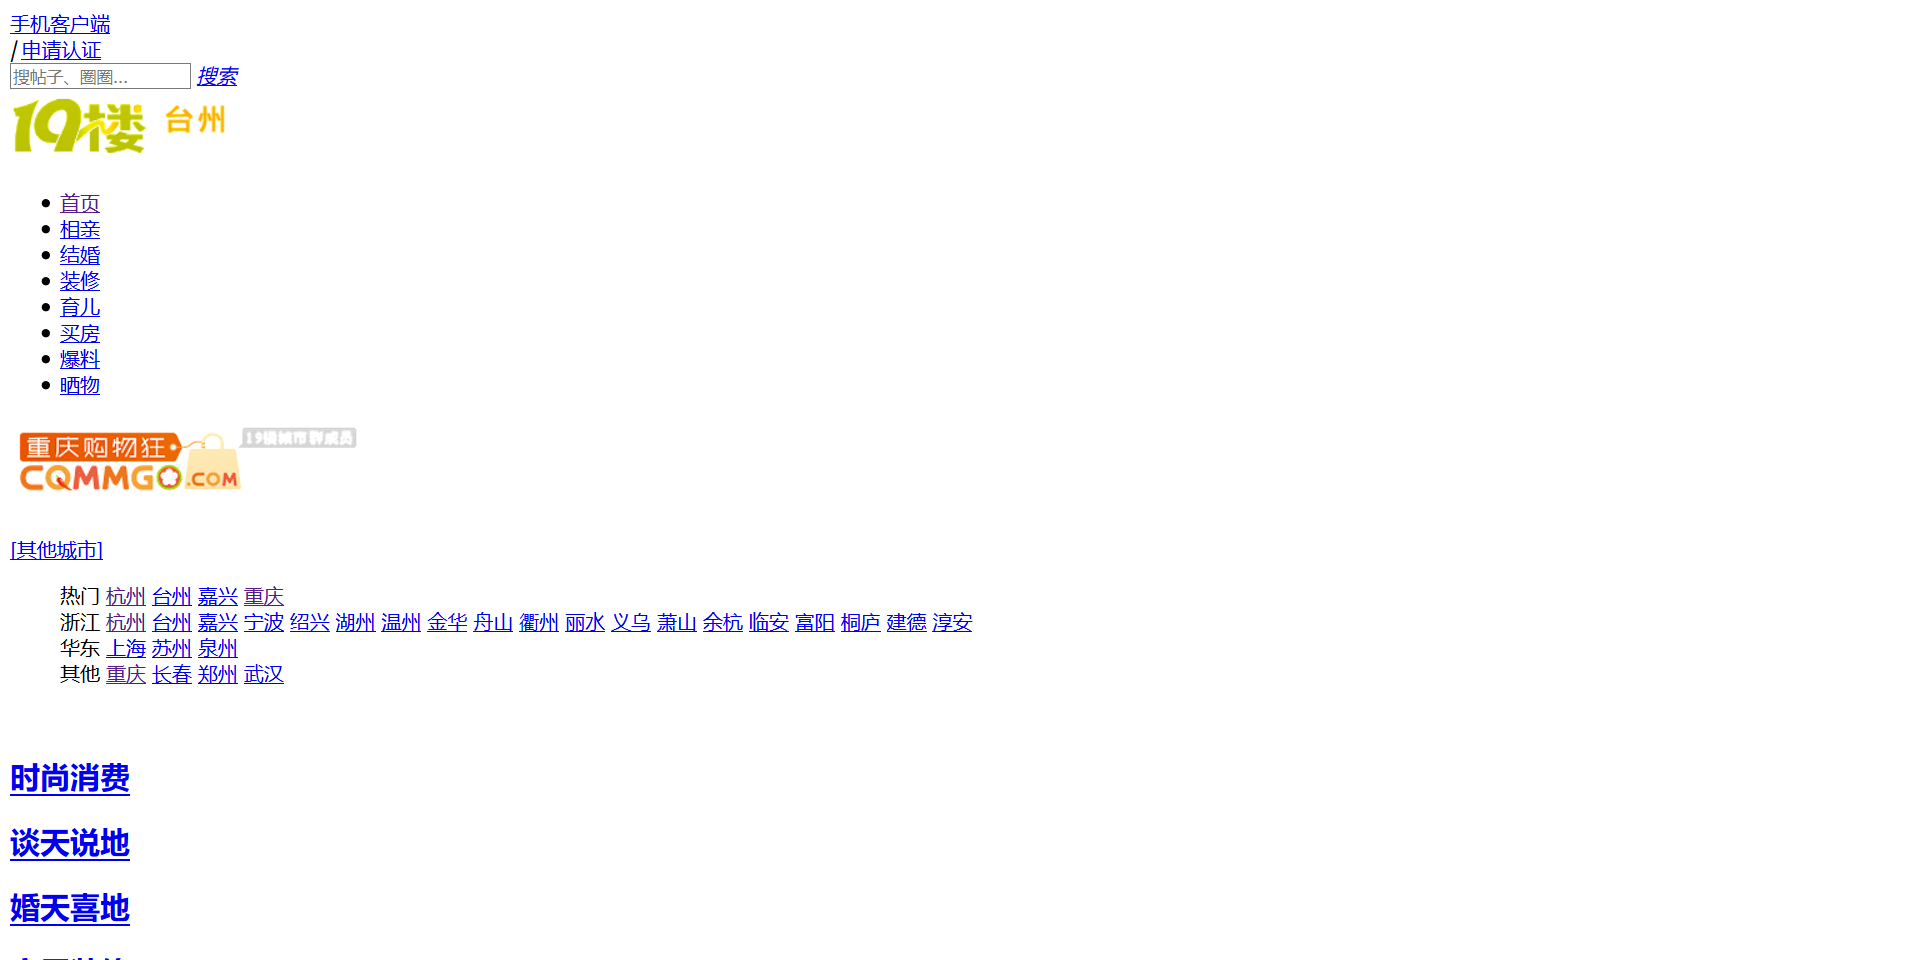 手机客户端
/ 申请认证
搜帖子、圈圈... 搜索
19楼 台州
首页
相亲
结婚
装修
育儿
买房
爆料
晒物
19楼城市群成员
重庆购物狂
CQMMGO.COM
[其他城市]
热门 杭州 台州 嘉兴 重庆
浙江 杭州 台州 嘉兴 宁波 绍兴 湖州 温州 金华 舟山 衢州 丽水 义乌 萧山 余杭 临安 富阳 桐庐 建德 淳安
华东 上海 苏州 泉州
其他 重庆 长春 郑州 武汉
时尚消费
谈天说地
婚天喜地